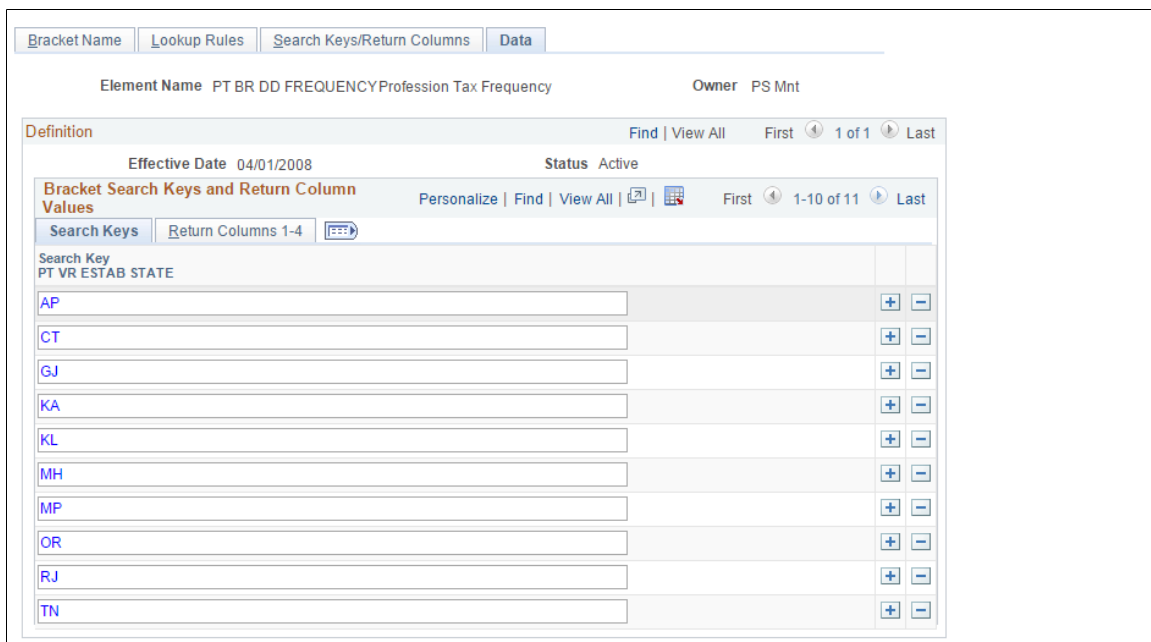 Bracket Name Lookup Rules Search Keys/Return Columns Data
Element Name PT BR DD FREQUENCY Profession Tax Frequency Owner PS Mnt
Definition Find | View All First 1 of 1 Last
Effective Date 04/01/2008 Status Active
Bracket Search Keys and Return Column
Values
Personalize | Find | View All | | First 1-10 of 11 Last
Search Keys Return Columns 1-4
Search Key
PT VR ESTAB STATE
AP
CT
GJ
KA
KL
MH
MP
OR
RJ
TN